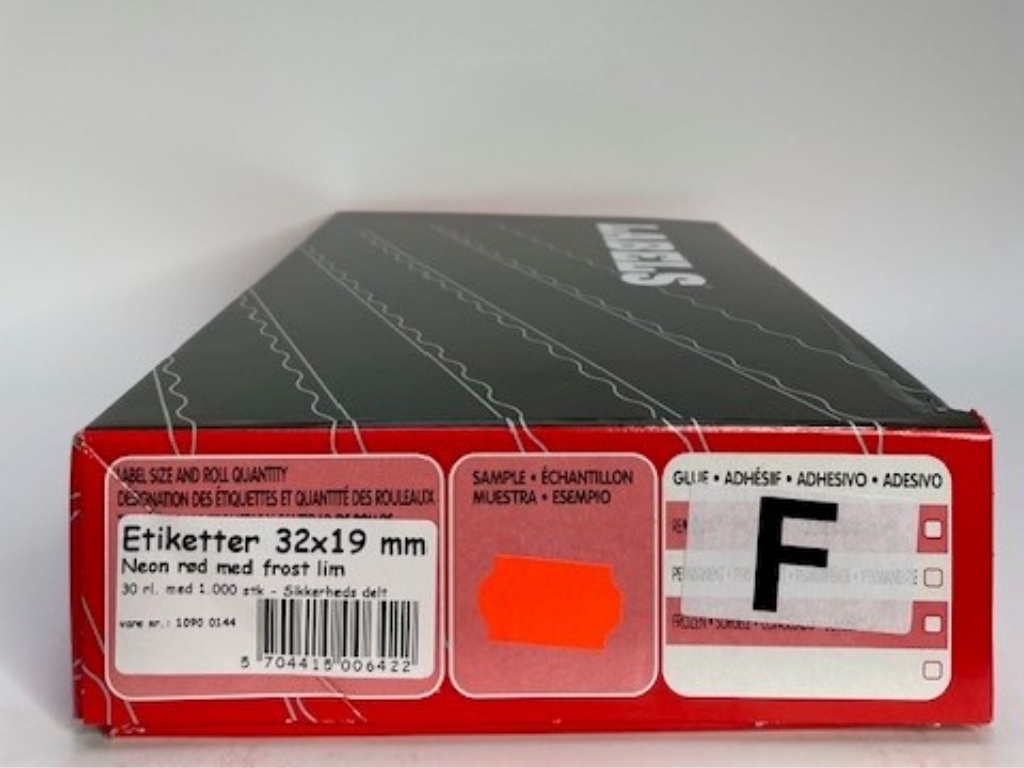 LABELS
LABEL SIZE AND ROLL QUANTITY
DESIGNATION DES ÉTIQUETTES ET QUANTITÉ DES ROULEAUX
Etiketter 32x19 mm
Neon rød med frost lim
30 rl. med 1.000 stk - Sikkerheds delt
vare nr.: 1090 0144
5 704415 006422
SAMPLE • ÉCHANTILLON
MUESTRA • ESEMPIO
GLUE • ADHÉSIF • ADHESIVO • ADESIVO
F